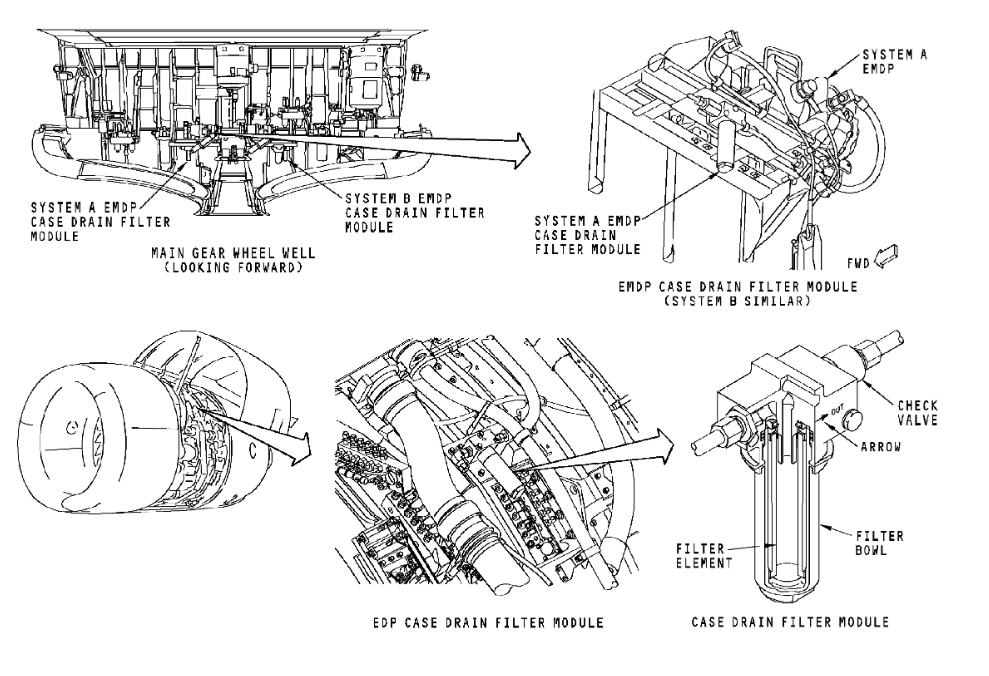 SYSTEM A EMDP
CASE DRAIN FILTER
MODULE
SYSTEM B EMDP
CASE DRAIN FILTER
MODULE
MAIN GEAR WHEEL WELL
(LOOKING FORWARD)
SYSTEM A
EMDP
SYSTEM A EMDP
CASE DRAIN
FILTER MODULE
FWD
EMDP CASE DRAIN FILTER MODULE
(SYSTEM B SIMILAR)
EDP CASE DRAIN FILTER MODULE
OUT
CHECK
VALVE
ARROW
FILTER
BOWL
FILTER
ELEMENT
CASE DRAIN FILTER MODULE